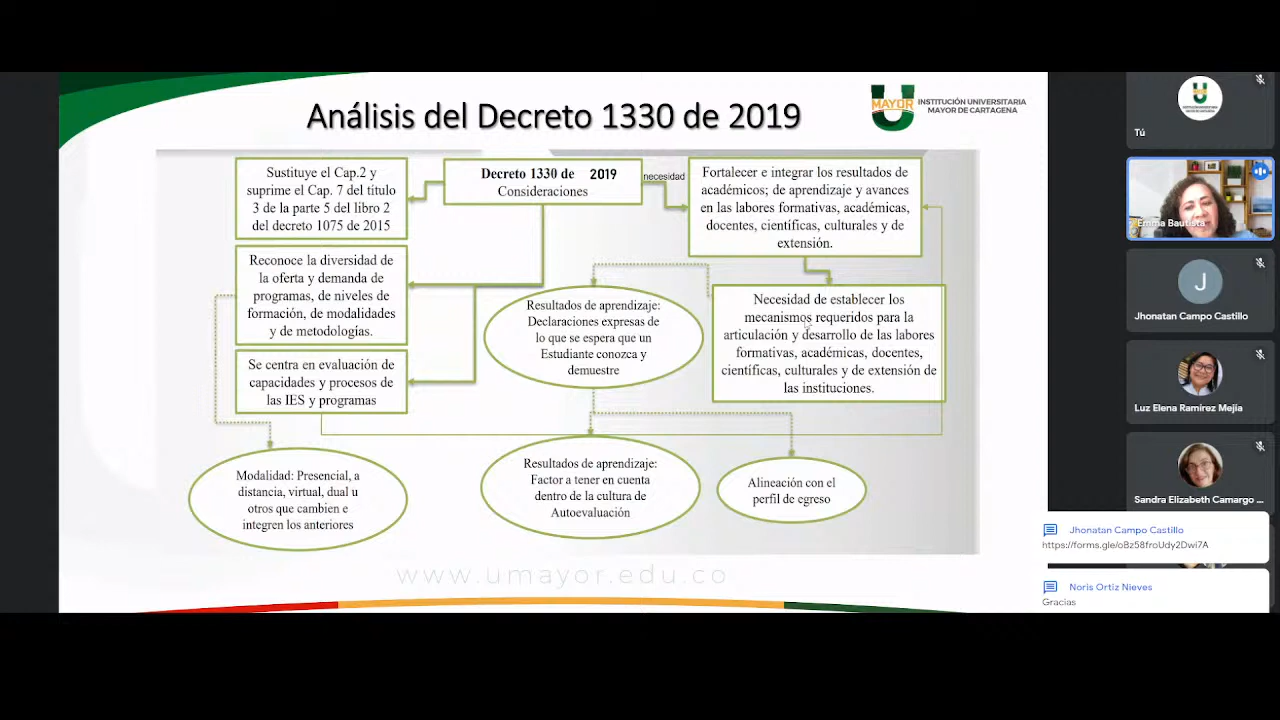 Análisis del Decreto 1330 de 2019
MAYOR
INSTITUCIÓN UNIVERSITARIA
MAYOR DE CARTAGENA
Sustituye el Cap.2 y
suprime el Cap. 7 del título
3 de la parte 5 del libro 2
del decreto 1075 de 2015
Decreto 1330 de 2019
Consideraciones
necesidad
Fortalecer e integrar los resultados de
académicos; de aprendizaje y avances
en las labores formativas, académicas,
docentes, científicas, culturales y de
extensión.
Reconoce la diversidad de
la oferta y demanda de
programas, de niveles de
formación, de modalidades
y de metodologías.
Resultados de aprendizaje:
Declaraciones expresas de
lo que se espera que un
Estudiante conozca y
demuestre
Necesidad de establecer los
mecanismos requeridos para la
articulación y desarrollo de las labores
formativas, académicas, docentes,
científicas, culturales y de extensión de
las instituciones.
Se centra en evaluación de
capacidades y procesos de
las IES y programas
Modalidad: Presencial, a
distancia, virtual, dual u
otros que cambien e
integren los anteriores
Resultados de aprendizaje:
Factor a tener en cuenta
dentro de la cultura de
Autoevaluación
Alineación con el
perfil de egreso
www.umayor.edu.co
Tú
Emma Bautista
J
Jhonatan Campo Castillo
Luz Elena Ramirez Mejía
Sandra Elizabeth Camargo ...
Jhonatan Campo Castillo
https://forms.gle/oBz58froUdy2Dwi7A
Noris Ortiz Nieves
Gracias